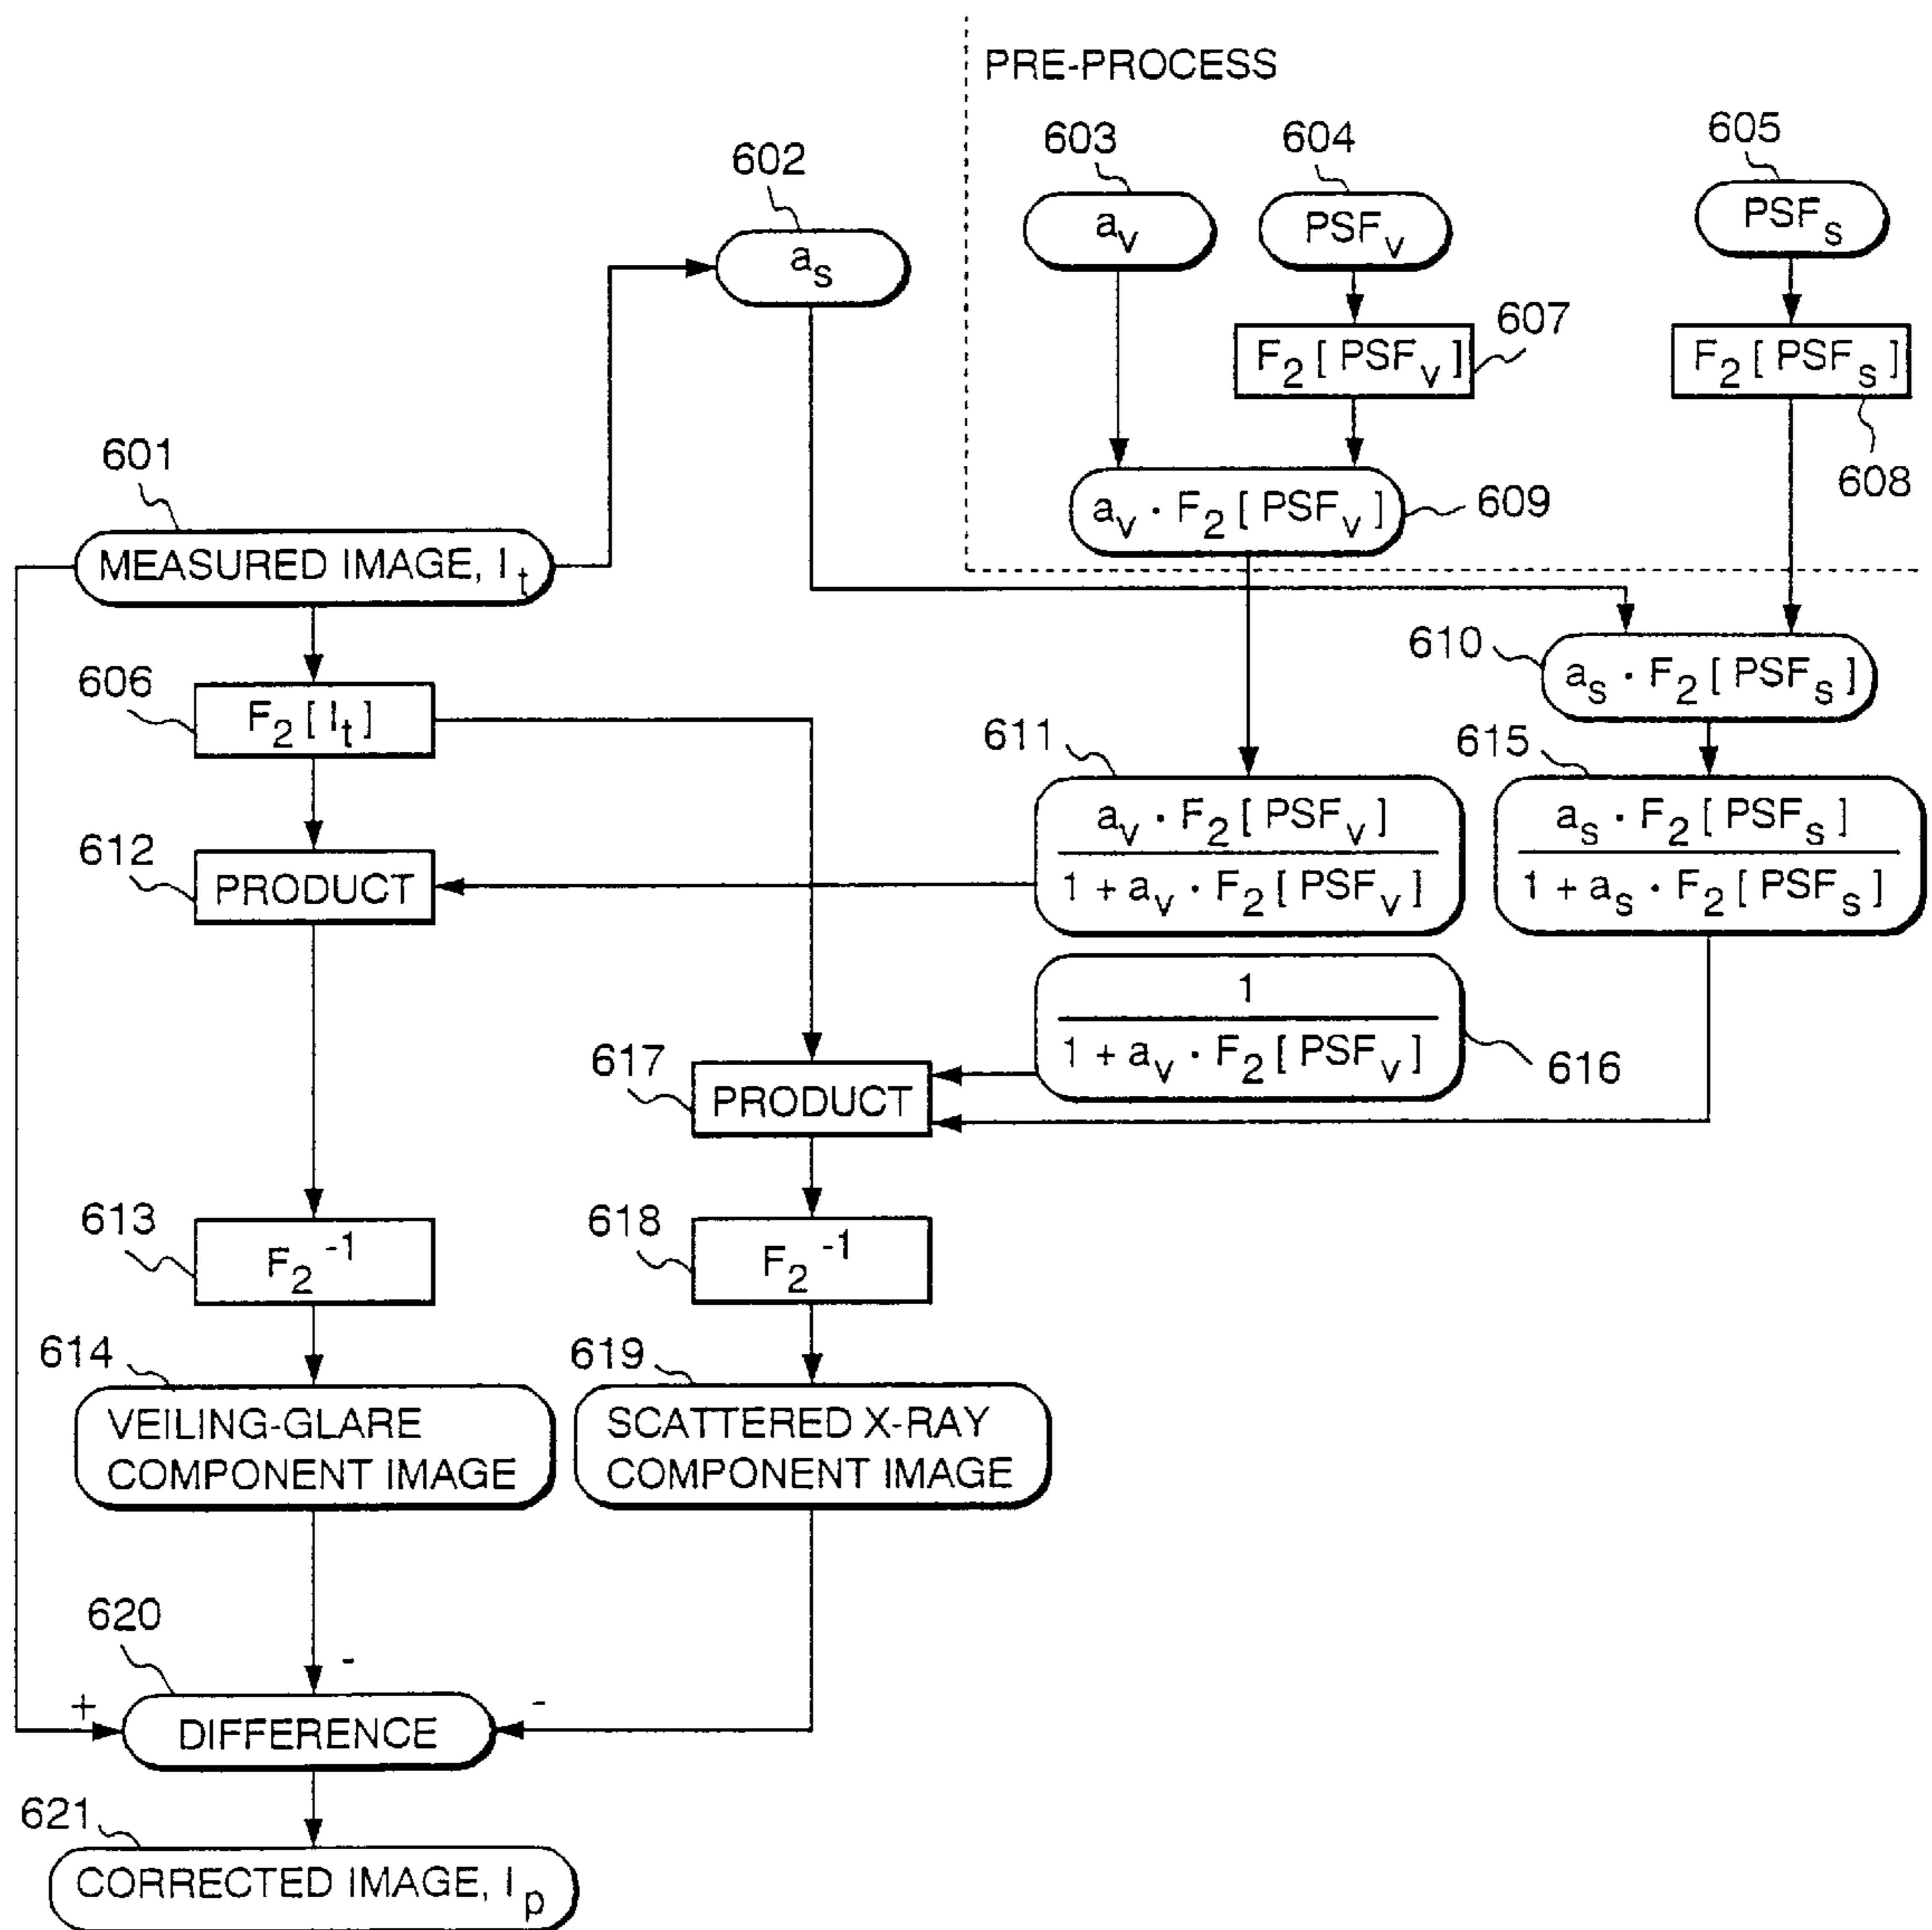 PRE-PROCESS
603
604
605
602
a_v
PSF_v
PSF_s
a_s
607
F_2 [ PSF_v ]
F_2 [ PSF_s ]
601
608
a_v · F_2 [ PSF_v ]
609
MEASURED IMAGE, I_t
610
a_s · F_2 [ PSF_s ]
606
F_2 [ I_t ]
611
615
a_v · F_2 [ PSF_v ]
1 + a_v · F_2 [ PSF_v ]
a_s · F_2 [ PSF_s ]
1 + a_s · F_2 [ PSF_s ]
612
PRODUCT
1
1 + a_v · F_2 [ PSF_v ]
616
617
PRODUCT
613
F_2^-1
618
F_2^-1
614
VEILING-GLARE
COMPONENT IMAGE
619
SCATTERED X-RAY
COMPONENT IMAGE
620
-
+
-
DIFFERENCE
621
CORRECTED IMAGE, I_p